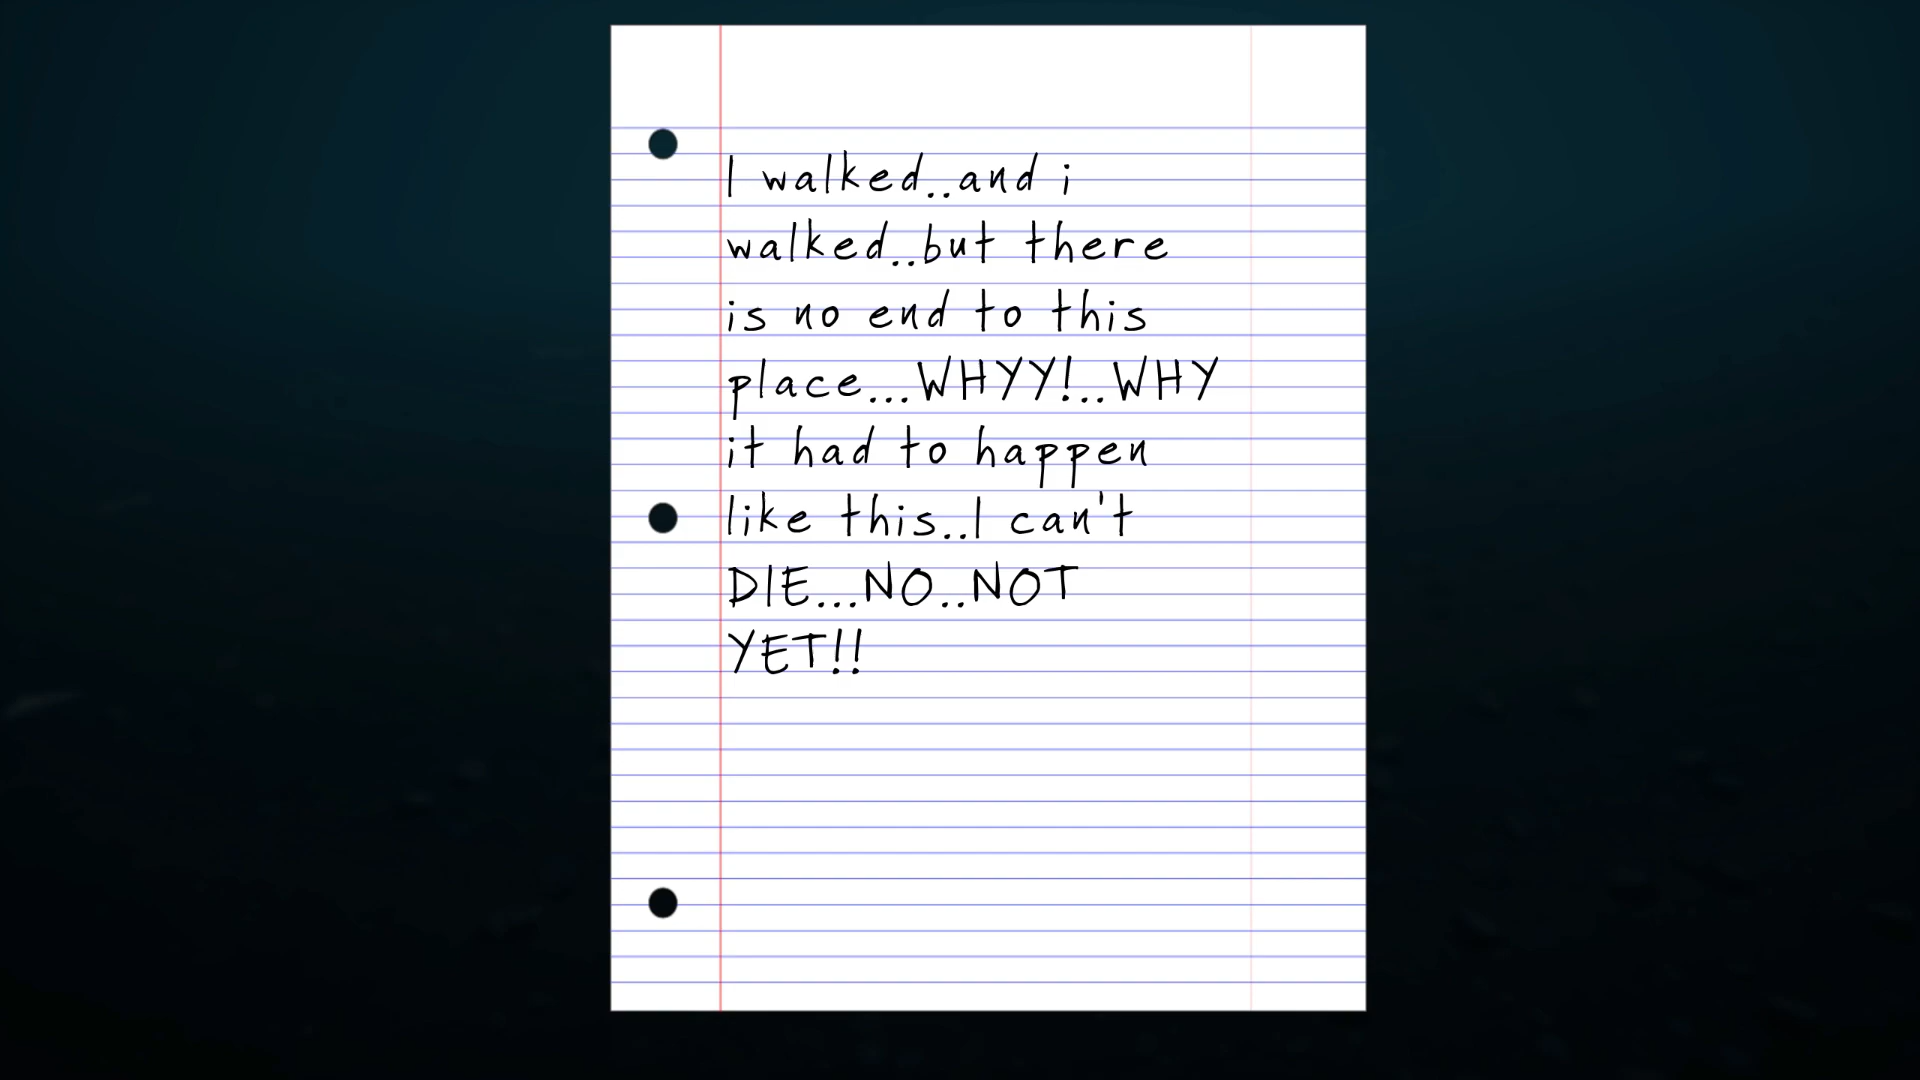 I walked..and i
walked..but there
is no end to this
place...WHYY!..WHY
it had to happen
like this..I can't
DIE...NO..NOT
YET!!